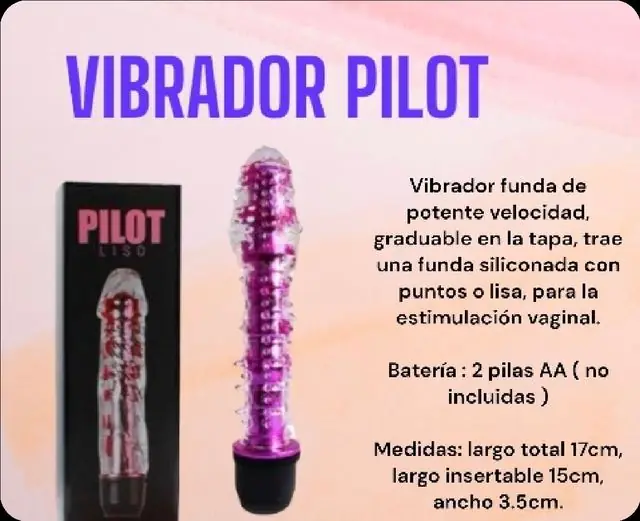 VIBRADOR PILOT
PILOT
LISO
Vibrador funda de
potente velocidad,
graduable en la tapa, trae
una funda siliconada con
puntos o lisa, para la
estimulación vaginal.
Batería : 2 pilas AA ( no
incluidas )
Medidas: largo total 17cm,
largo insertable 15cm,
ancho 3.5cm.